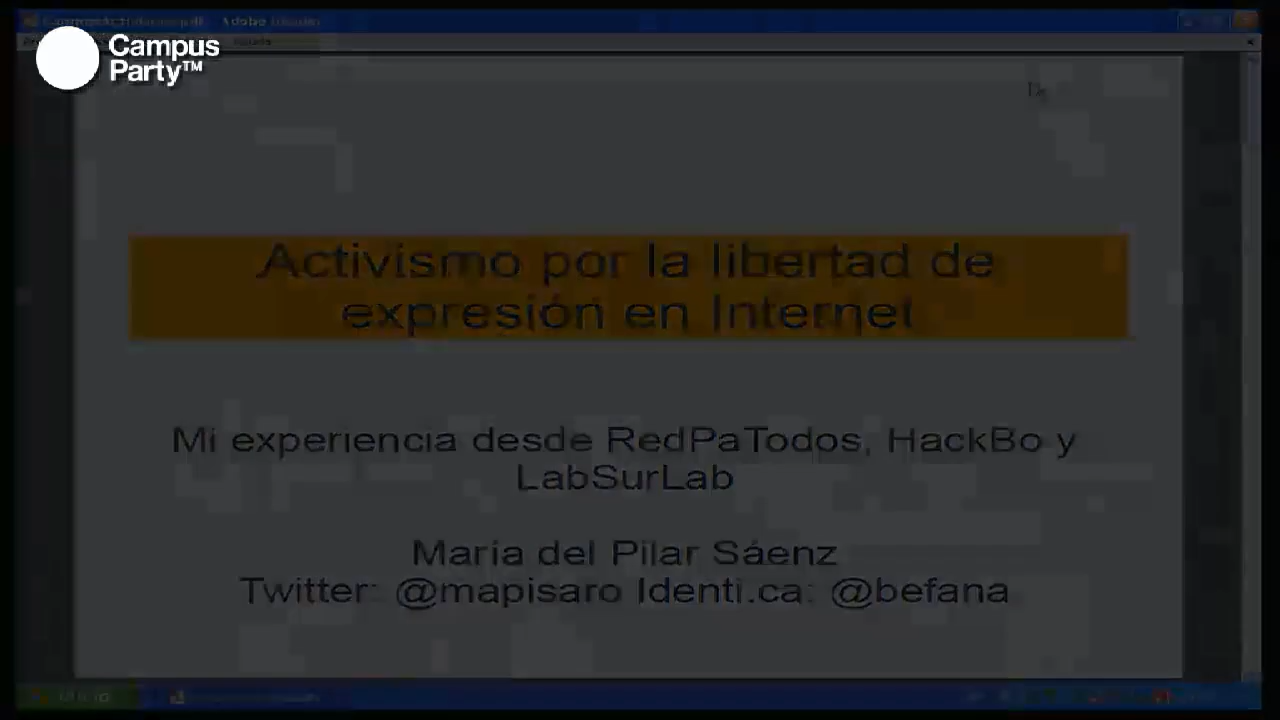 Campus
Party™
Activismo por la libertad de
expresión en Internet
Mi experiencia desde RedPaTodos, HackBo y
LabSurLab
María del Pilar Sáenz
Twitter: @mapisaro Identi.ca: @befana